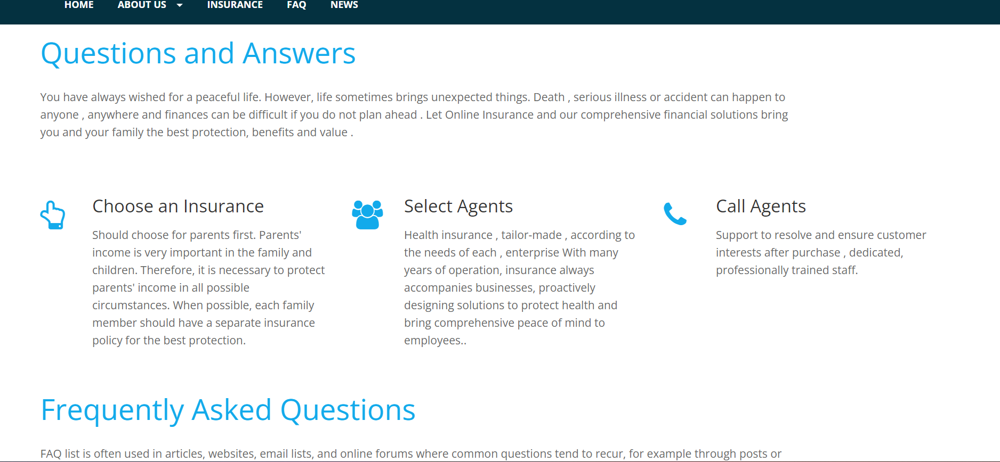 HOME ABOUT US INSURANCE FAQ NEWS
Questions and Answers
You have always wished for a peaceful life. However, life sometimes brings unexpected things. Death , serious illness or accident can happen to
anyone , anywhere and finances can be difficult if you do not plan ahead . Let Online Insurance and our comprehensive financial solutions bring
you and your family the best protection, benefits and value .
Choose an Insurance
Should choose for parents first. Parents'
income is very important in the family and
children. Therefore, it is necessary to protect
parents' income in all possible
circumstances. When possible, each family
member should have a separate insurance
policy for the best protection.
Select Agents
Health insurance , tailor-made , according to
the needs of each , enterprise With many
years of operation, insurance always
accompanies businesses, proactively
designing solutions to protect health and
bring comprehensive peace of mind to
employees..
Call Agents
Support to resolve and ensure customer
interests after purchase , dedicated,
professionally trained staff.
Frequently Asked Questions
FAQ list is often used in articles, websites, email lists, and online forums where common questions tend to recur, for example through posts or